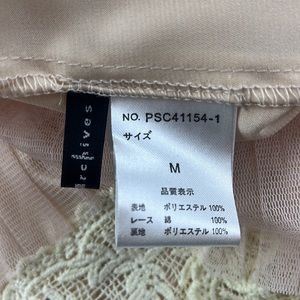 NO. PSC41154-1
サイズ
M
品質表示
表地 ポリエステル 100%
レース 綿 100%
裏地 ポリエステル 100%